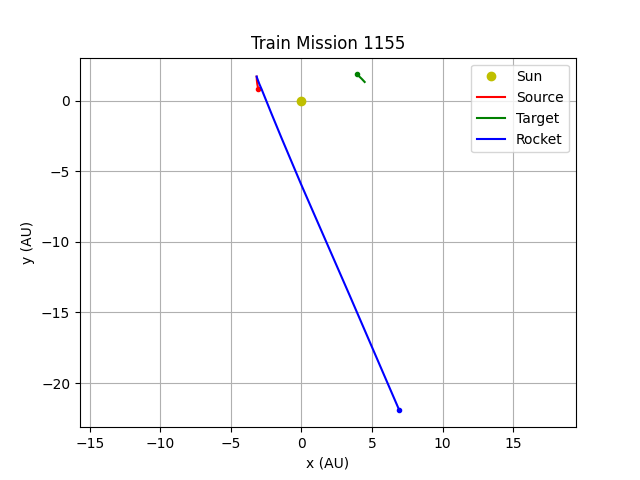 Train Mission 1155
Sun
Source
Target
Rocket
0
−5
−10
−15
−20
y (AU)
−15 −10 −5 0 5 10 15
x (AU)